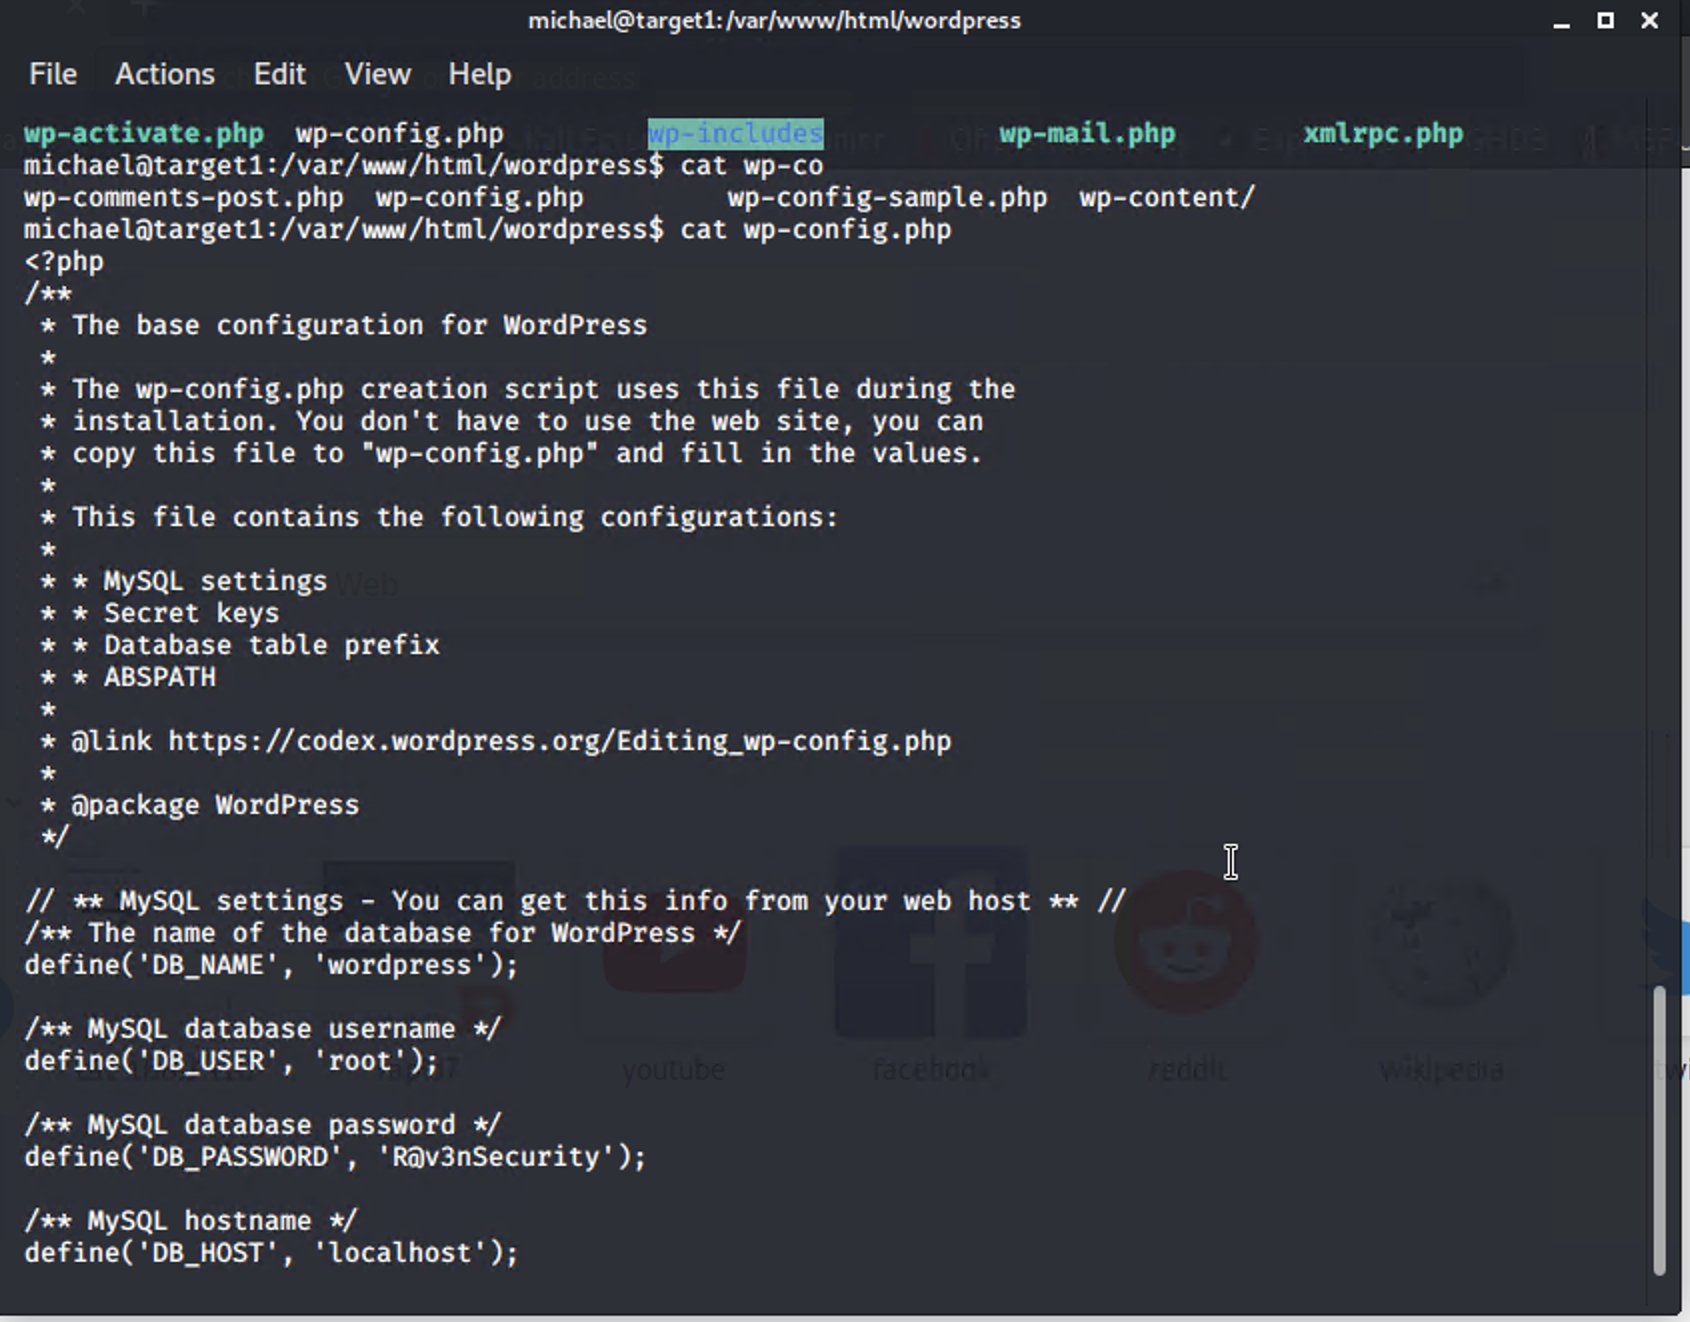 michael@target1:/var/www/html/wordpress
File Actions Edit View Help
wp-activate.php wp-config.php wp-includes wp-mail.php xmlrpc.php
michael@target1:/var/www/html/wordpress$ cat wp-co
wp-comments-post.php wp-config.php wp-config-sample.php wp-content/
michael@target1:/var/www/html/wordpress$ cat wp-config.php
<?php
/**
 * The base configuration for WordPress
 *
 * The wp-config.php creation script uses this file during the
 * installation. You don't have to use the web site, you can
 * copy this file to "wp-config.php" and fill in the values.
 *
 * This file contains the following configurations:
 *
 * * MySQL settings
 * * Secret keys
 * * Database table prefix
 * * ABSPATH
 *
 * @link https://codex.wordpress.org/Editing_wp-config.php
 *
 * @package WordPress
 */
// ** MySQL settings - You can get this info from your web host ** //
/** The name of the database for WordPress */
define('DB_NAME', 'wordpress');
/** MySQL database username */
define('DB_USER', 'root');
youtube facebook reddit wikipedia
/** MySQL database password */
define('DB_PASSWORD', 'R@v3nSecurity');
/** MySQL hostname */
define('DB_HOST', 'localhost');